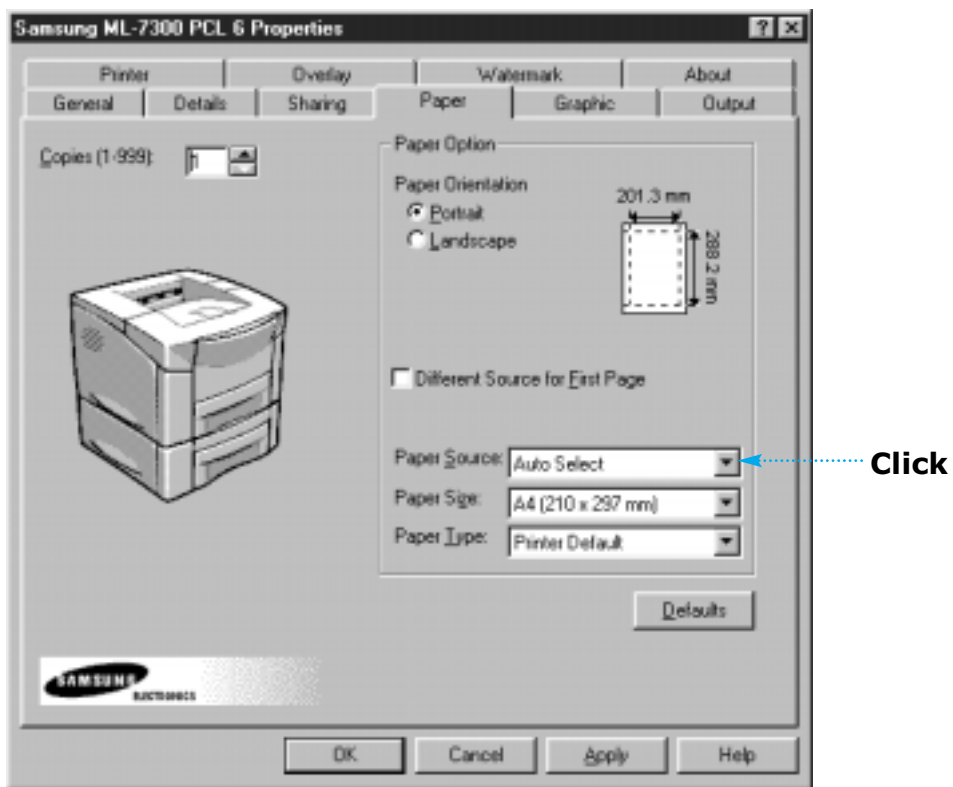 Samsung ML-7300 PCL 6 Properties
Printer Overlay Watermark About
General Details Sharing Paper Graphic Output
Copies (1-999): 1
Paper Option
Paper Orientation
Portrait
Landscape
201.3 mm
288.2 mm
Different Source for First Page
Paper Source: Auto Select
Click
Paper Size: A4 (210 x 297 mm)
Paper Type: Printer Default
Defaults
SAMSUNG
ELECTRONICS
OK Cancel Apply Help